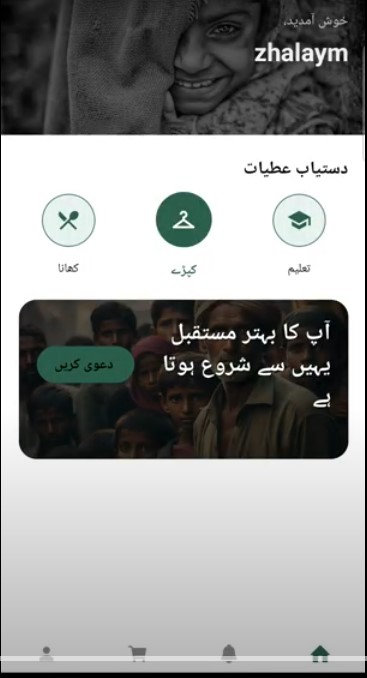 خوش آمدید،
zhalaym
دستیاب عطیات
تعلیم
کپڑے
کھانا
آپ کا بہتر مستقبل
یہیں سے شروع ہوتا
ہے
دعوی کریں